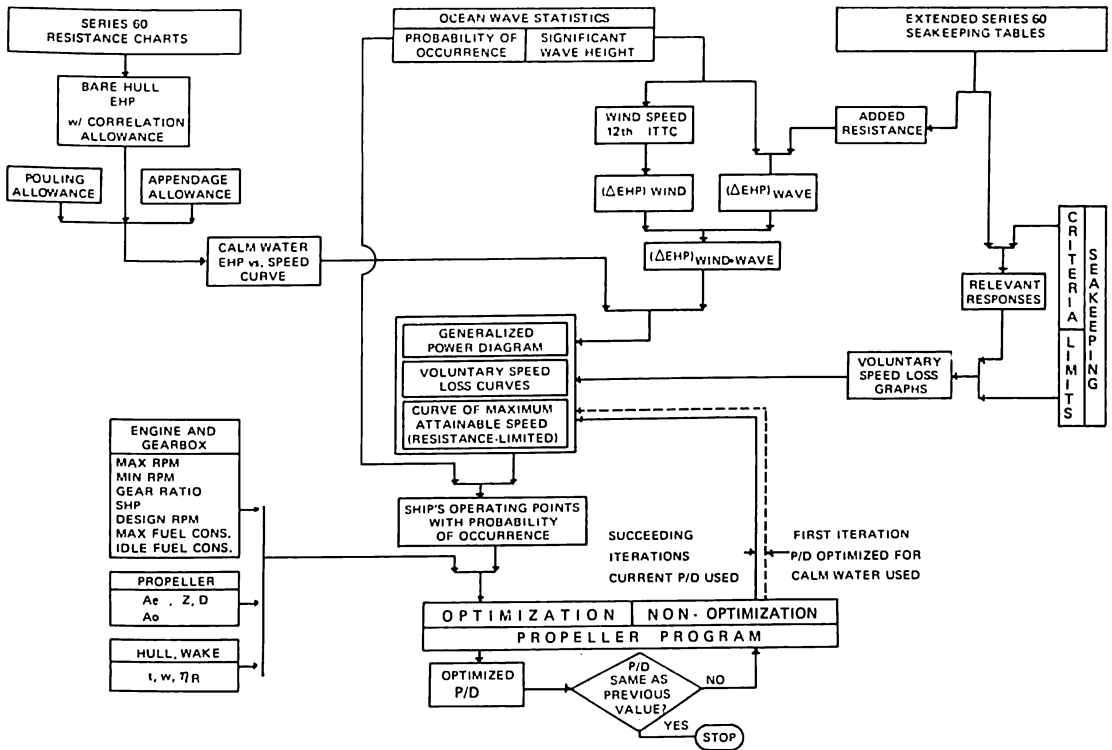 SERIES 60
RESISTANCE CHARTS
OCEAN WAVE STATISTICS
PROBABILITY OF
OCCURRENCE
SIGNIFICANT
WAVE HEIGHT
EXTENDED SERIES 60
SEAKEEPING TABLES
BARE HULL
EHP
w/ CORRELATION
ALLOWANCE
WIND SPEED
12th ITTC
ADDED
RESISTANCE
POULING
ALLOWANCE
APPENDAGE
ALLOWANCE
(ΔEHP) WIND
(ΔEHP) WAVE
CALM WATER
EHP vs. SPEED
CURVE
(ΔEHP) WIND+WAVE
RELEVANT
RESPONSES
CRITERIA
LIMITS
SEAKEEPING
GENERALIZED
POWER DIAGRAM
VOLUNTARY SPEED
LOSS CURVES
CURVE OF MAXIMUM
ATTAINABLE SPEED
(RESISTANCE-LIMITED)
VOLUNTARY
SPEED LOSS
GRAPHS
ENGINE AND
GEARBOX
MAX RPM
MIN RPM
GEAR RATIO
SHP
DESIGN RPM
MAX FUEL CONS.
IDLE FUEL CONS.
SHIP'S OPERATING POINTS
WITH PROBABILITY
OF OCCURRENCE
SUCCEEDING
ITERATIONS
CURRENT P/D USED
FIRST ITERATION
P/D OPTIMIZED FOR
CALM WATER USED
PROPELLER
Ae , Z, D
Ao
OPTIMIZATION
NON-OPTIMIZATION
PROPELLER PROGRAM
HULL, WAKE
t, w, ηR
OPTIMIZED
P/D
P/D
SAME AS
PREVIOUS
VALUE?
NO
YES
STOP